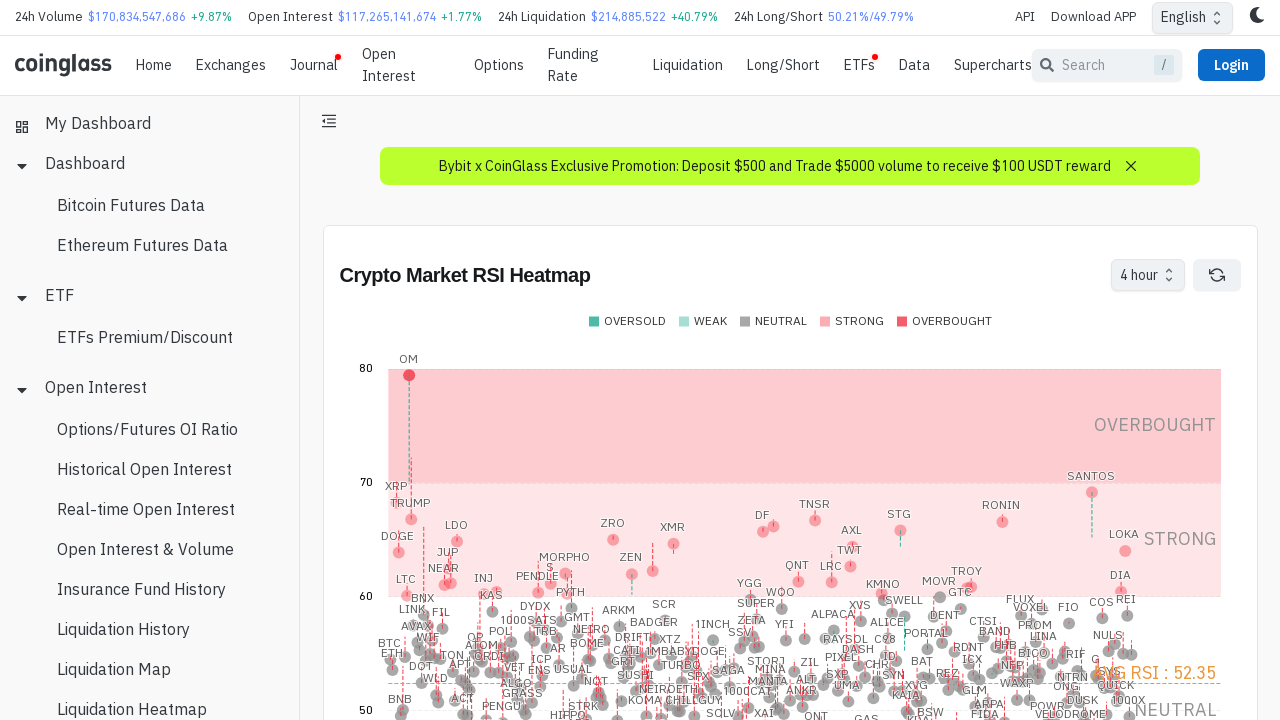 24h Volume $170,834,547,686 +9.87% Open Interest $117,265,141,674 +1.77% 24h Liquidation $214,885,522 +40.79% 24h Long/Short 50.21%/49.79% API Download APP English
coinglass Home Exchanges Journal Open Interest Options Funding Rate Liquidation Long/Short ETFs Data Supercharts Search / Login
My Dashboard
Dashboard
Bitcoin Futures Data
Ethereum Futures Data
ETF
ETFs Premium/Discount
Open Interest
Options/Futures OI Ratio
Historical Open Interest
Real-time Open Interest
Open Interest & Volume
Insurance Fund History
Liquidation History
Liquidation Map
Liquidation Heatmap
Bybit x CoinGlass Exclusive Promotion: Deposit $500 and Trade $5000 volume to receive $100 USDT reward
Crypto Market RSI Heatmap 4 hour
OVERSOLD WEAK NEUTRAL STRONG OVERBOUGHT
OM
80
OVERBOUGHT
70
SANTOS
XRP
TRUMP TNSR RONIN
DF STG
LDO ZRO XMR
DOGE AXL LOKA STRONG
JUP TWT
MORPHO ZEN
NEAR S QNT LRC TROY
LTC INJ PENDLE YGG KMNO MOVR DIA
60
BNX KAS PYTH WOO GTC
LINK FIL DYDX ARKM SCR SUPER XVS SWELL FLUX VOXEL FIO COS REI
AVAX 1000SATS GMT BADGER 1INCH ZETA YFI ALPACA ALICE DENT CTSI PROM
WIF OP POL TRB NEIRO DRIFT XTZ SSV RAYSOL C98 PORTAL BAND LINA NULS
BTC ATOM AR BOME CATI 1MBABYDOGE DASH RDNT PHB
ETH TON ICP GRT TURBO STORJ ZIL PIXEL CHR BAT ICX BICO RIF G
DOT APT VET ENS USUAL SUSHI SPX SAGA MINA SXP SYN REZ NFP NTRN AVG RSI : 52.35
WLD ALGO NOT NEIROETH MANTA ALT UMA XVG GLM WAXP ONG QUICK
BNB ACT GRASS KOMA CHILLGUY 1000CAT ANKR KAIA ARPA POWR DUSK 1000X
50
PENGU STRK SOLV XAI BSW VELODROME NEUTRAL
HIPPO ONT GAS FIDA